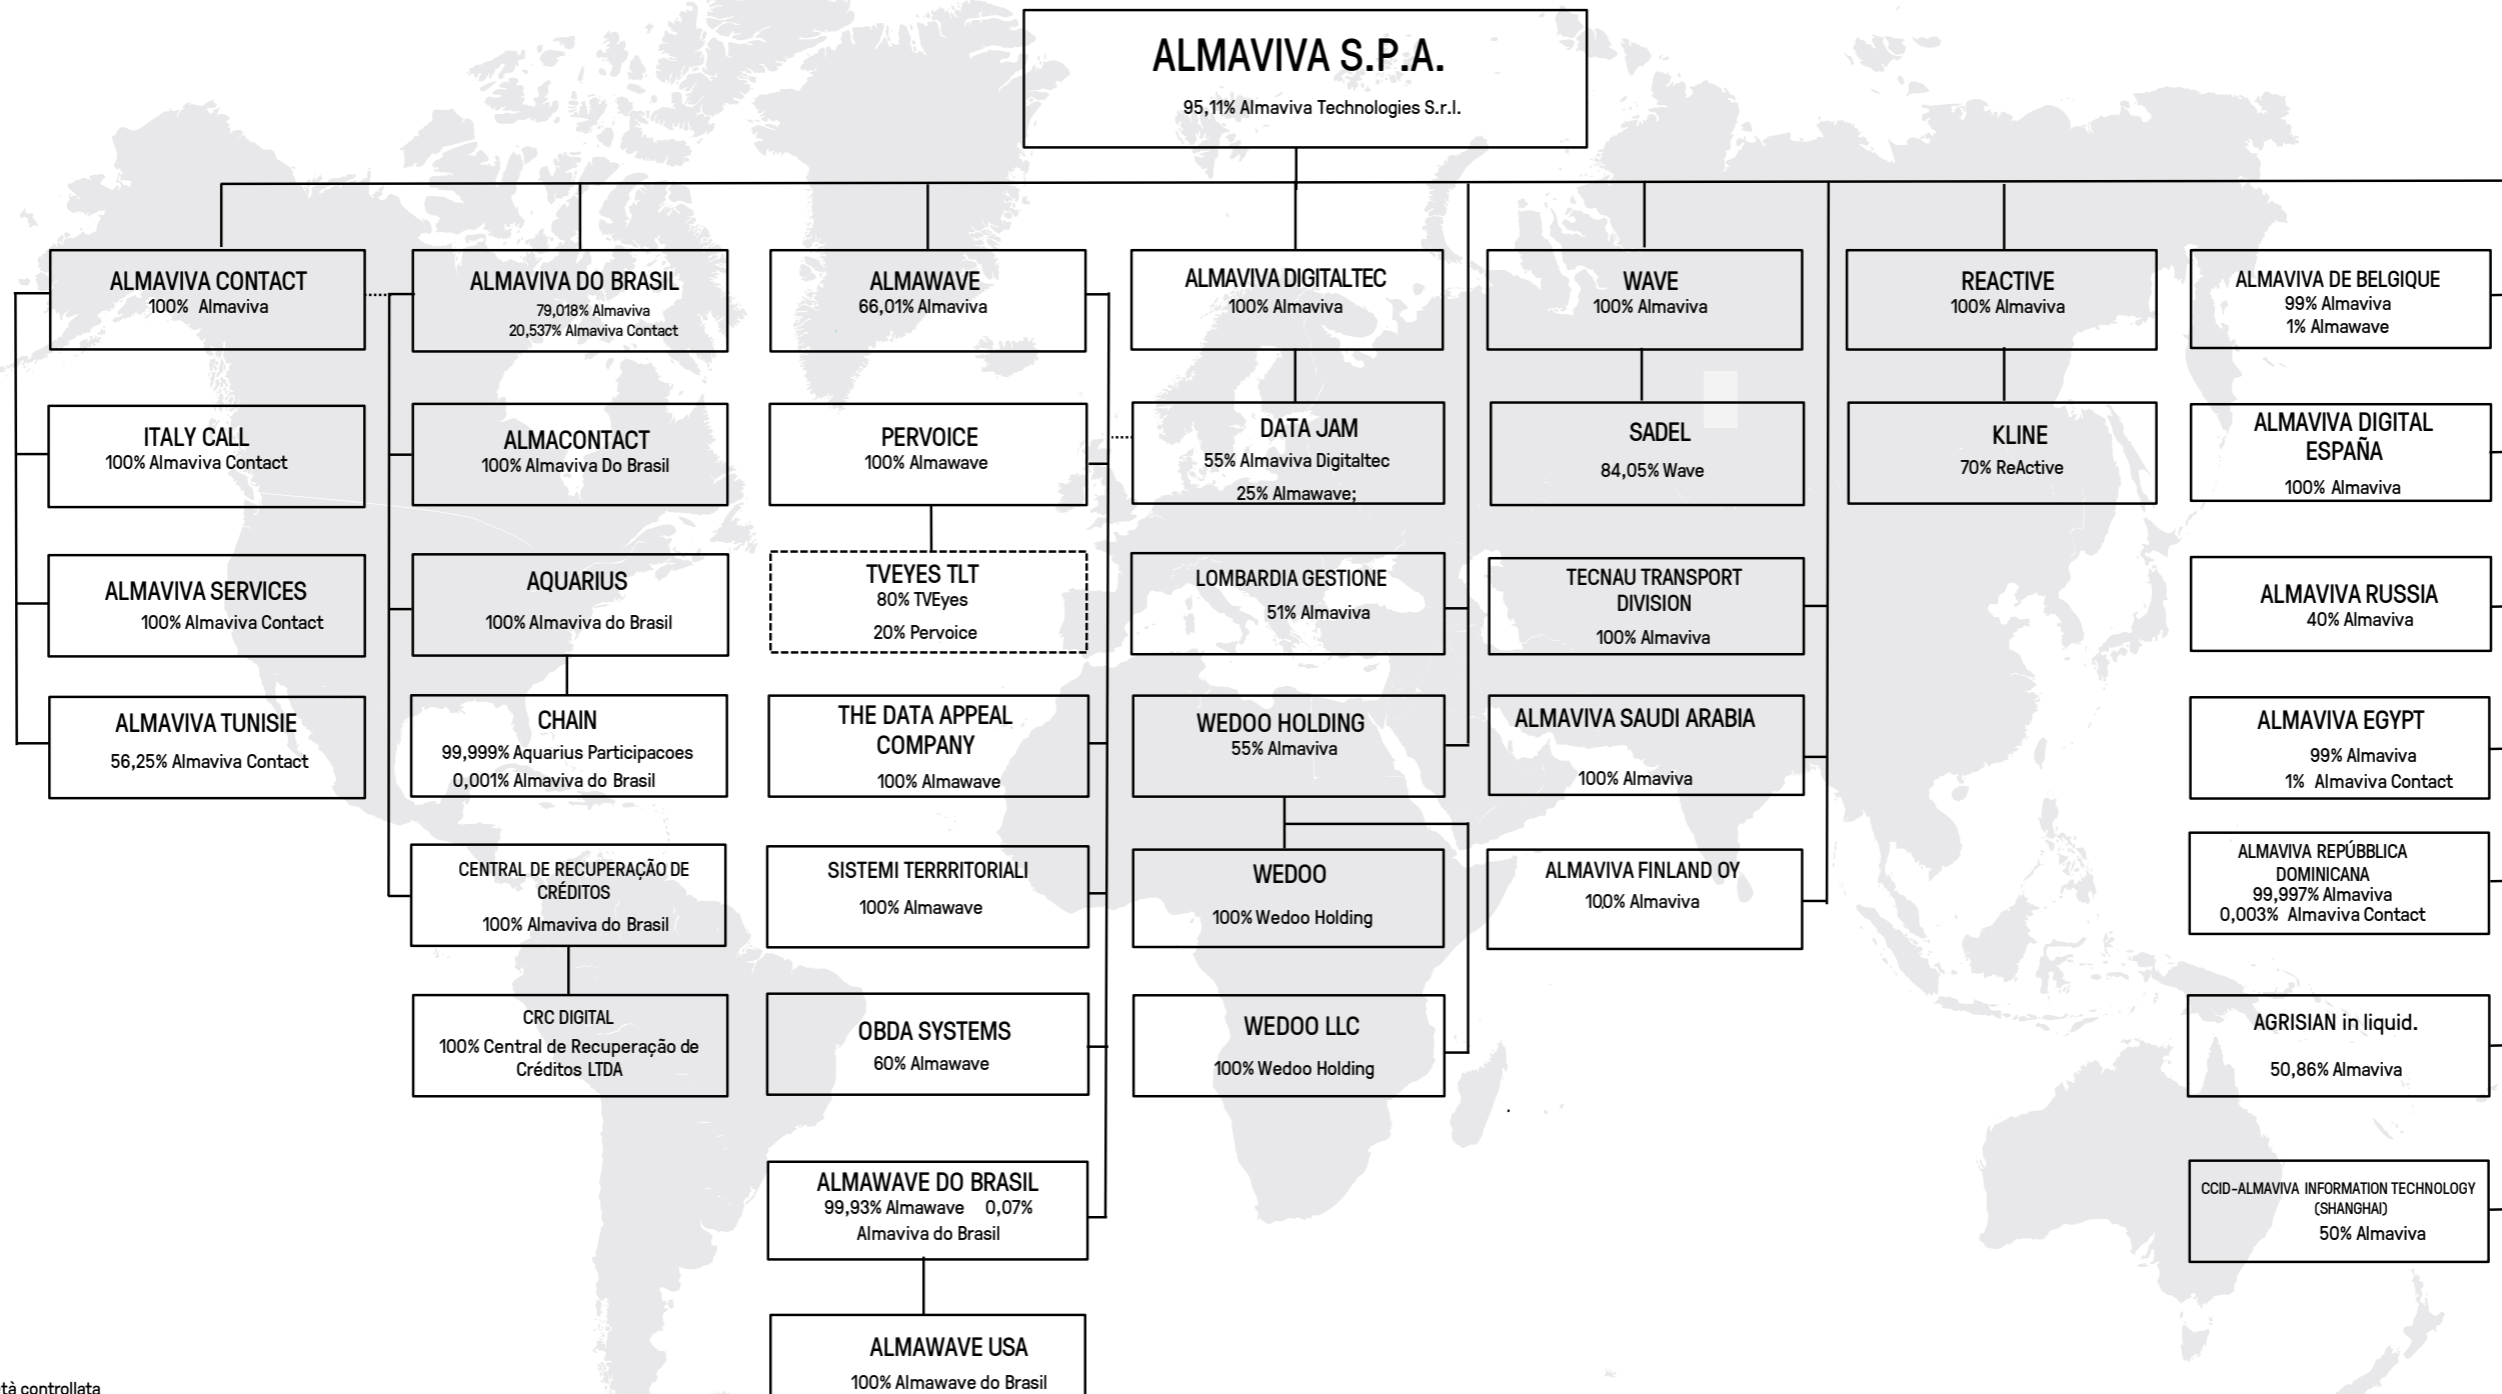 ALMAVIVA S.P.A.
95,11% Almaviva Technologies S.r.l.
ALMAVIVA CONTACT
100% Almaviva
ALMAVIVA DO BRASIL
79,018% Almaviva
20,537% Almaviva Contact
ALMAWAVE
66,01% Almaviva
ALMAVIVA DIGITALTEC
100% Almaviva
WAVE
100% Almaviva
REACTIVE
100% Almaviva
ALMAVIVA DE BELGIQUE
99% Almaviva
1% Almawave
ITALY CALL
100% Almaviva Contact
ALMACONTACT
100% Almaviva Do Brasil
PERVOICE
100% Almawave
DATA JAM
55% Almaviva Digitaltec
25% Almawave;
SADEL
84,05% Wave
KLINE
70% ReActive
ALMAVIVA DIGITAL
ESPAÑA
100% Almaviva
ALMAVIVA SERVICES
100% Almaviva Contact
AQUARIUS
100% Almaviva do Brasil
TVEYES TLT
80% TVEyes
20% Pervoice
LOMBARDIA GESTIONE
51% Almaviva
TECNAU TRANSPORT
DIVISION
100% Almaviva
ALMAVIVA RUSSIA
40% Almaviva
ALMAVIVA TUNISIE
56,25% Almaviva Contact
CHAIN
99,999% Aquarius Participacoes
0,001% Almaviva do Brasil
THE DATA APPEAL
COMPANY
100% Almawave
WEDOO HOLDING
55% Almaviva
ALMAVIVA SAUDI ARABIA
100% Almaviva
ALMAVIVA EGYPT
99% Almaviva
1% Almaviva Contact
CENTRAL DE RECUPERAÇÃO DE
CRÉDITOS
100% Almaviva do Brasil
SISTEMI TERRRITORIALI
100% Almawave
WEDOO
100% Wedoo Holding
ALMAVIVA FINLAND OY
100% Almaviva
ALMAVIVA REPÚBBLICA
DOMINICANA
99,997% Almaviva
0,003% Almaviva Contact
CRC DIGITAL
100% Central de Recuperação de
Créditos LTDA
OBDA SYSTEMS
60% Almawave
WEDOO LLC
100% Wedoo Holding
AGRISIAN in liquid.
50,86% Almaviva
ALMAWAVE DO BRASIL
99,93% Almawave 0,07%
Almaviva do Brasil
CCID-ALMAVIVA INFORMATION TECHNOLOGY
(SHANGHAI)
50% Almaviva
ALMAWAVE USA
100% Almawave do Brasil
tà controllata